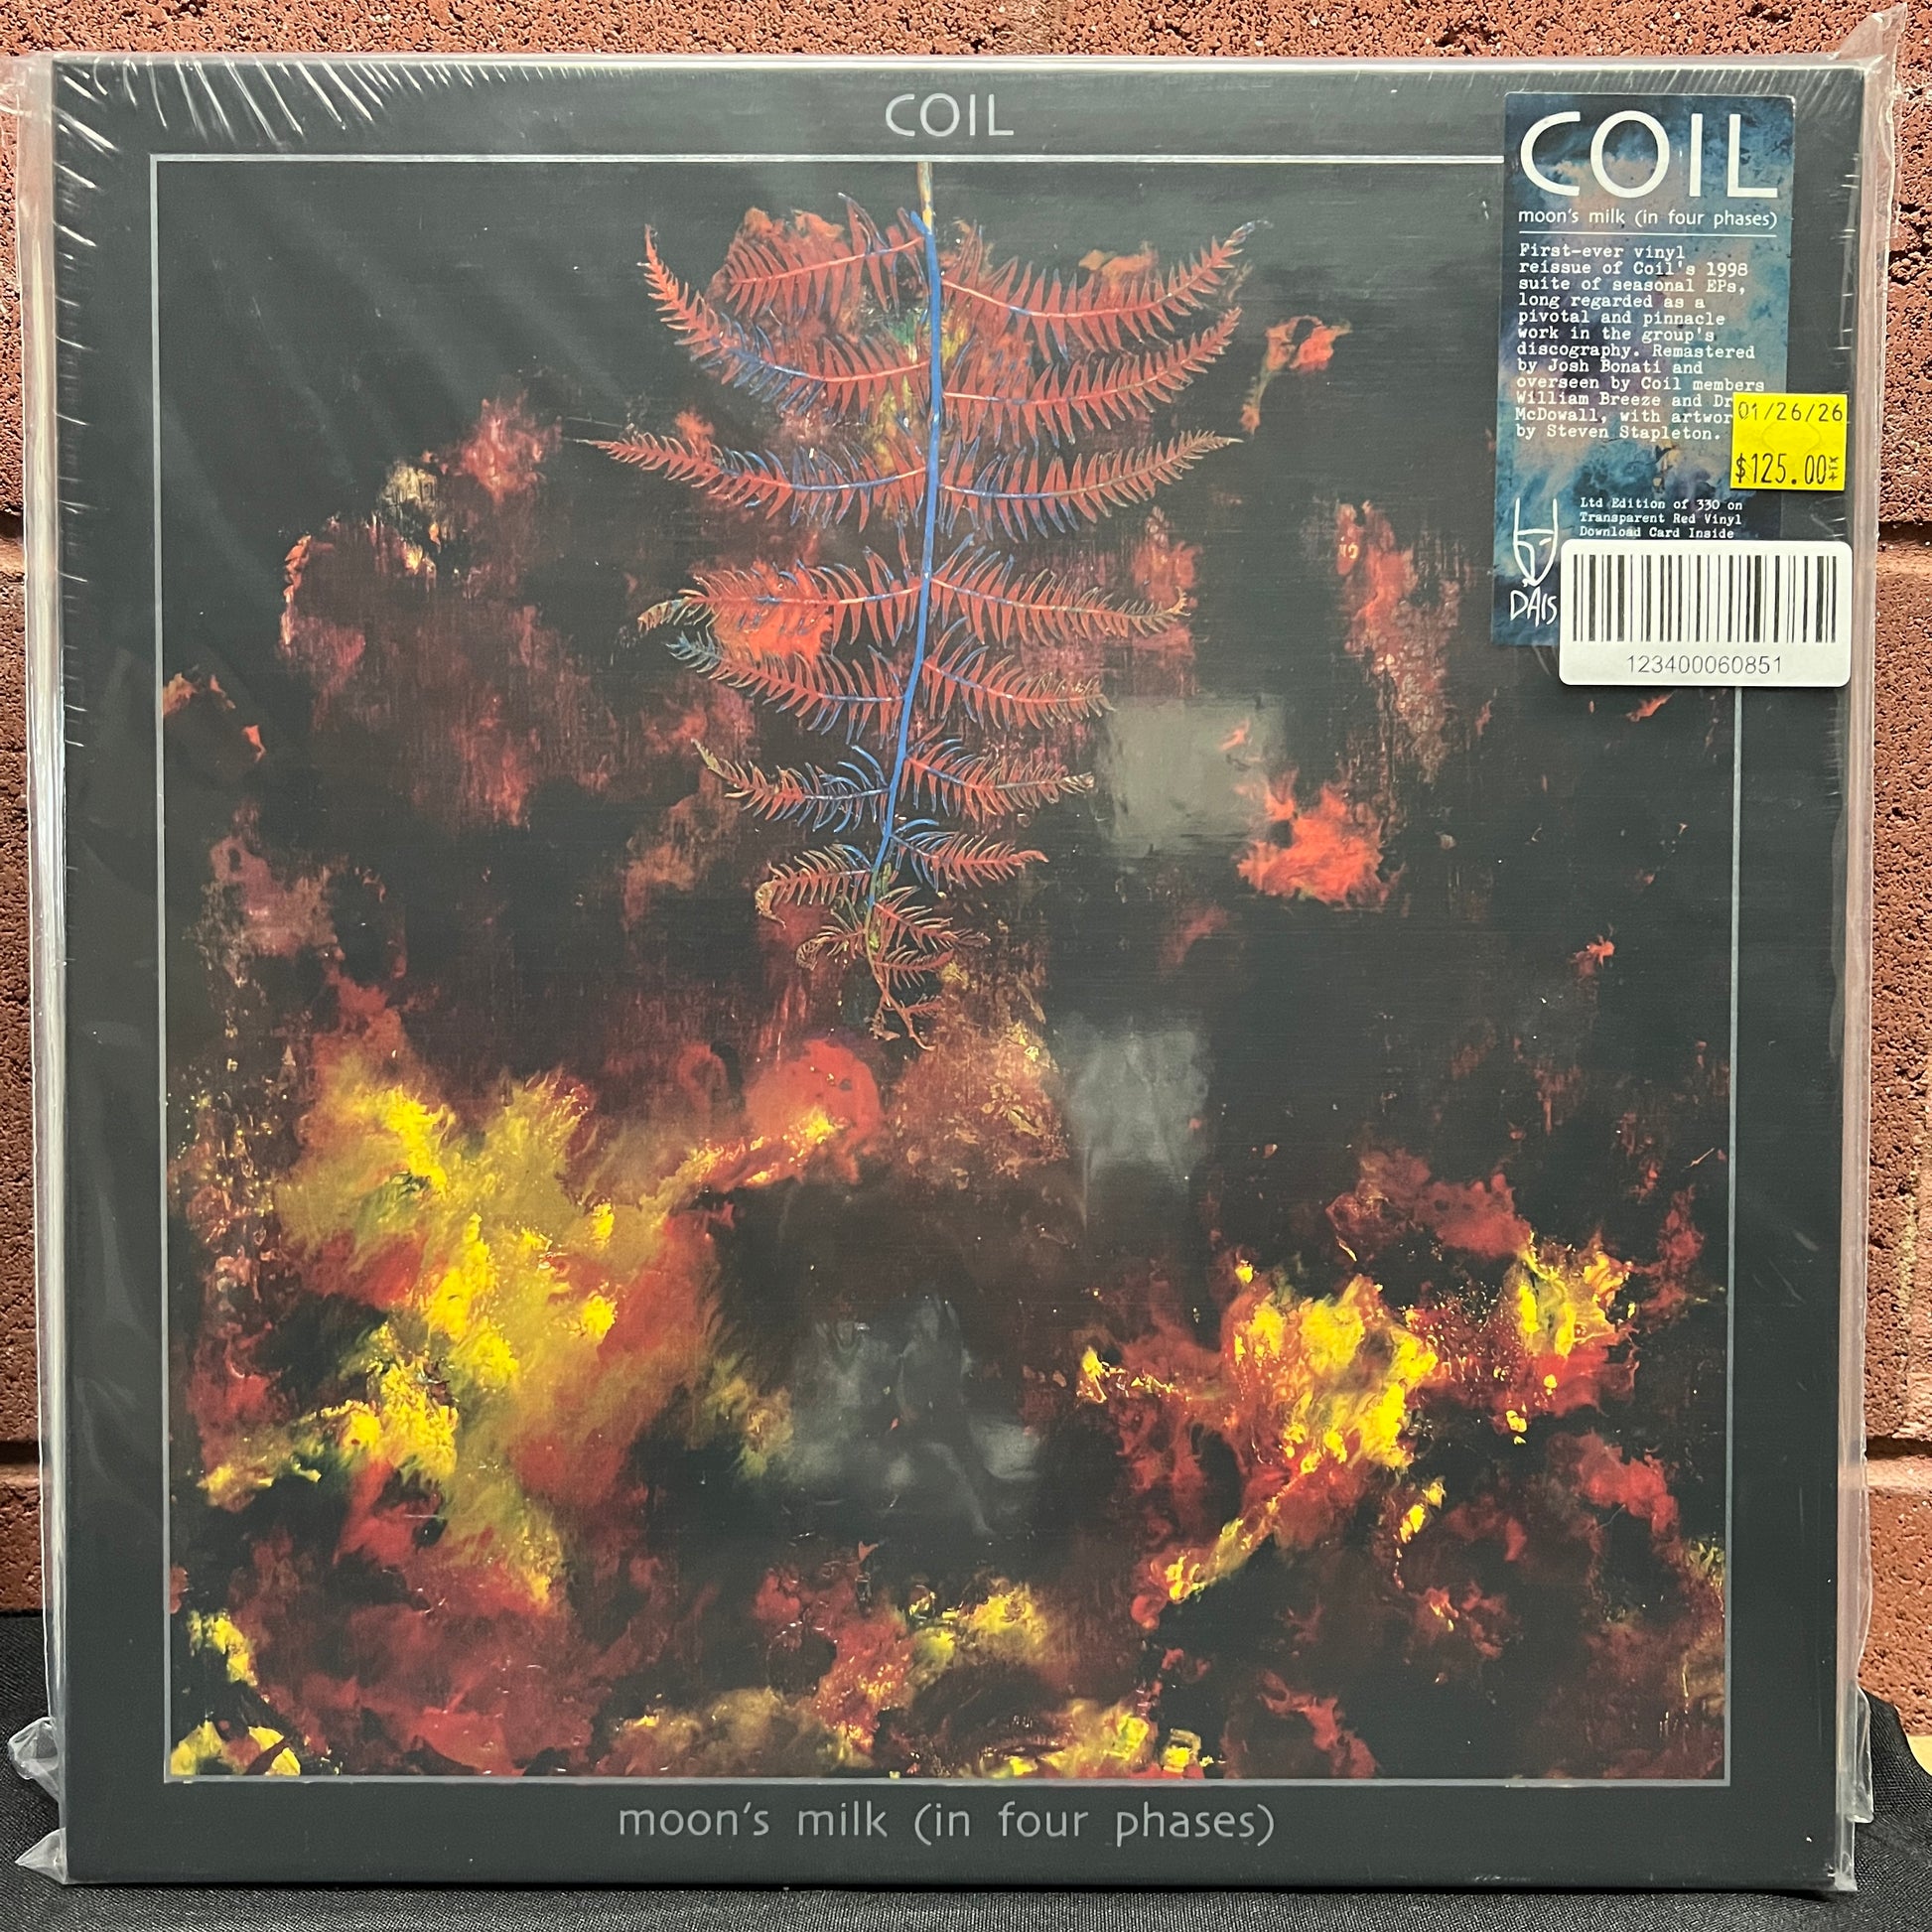 COIL
COIL
moon's milk (in four phases)
First-ever vinyl
reissue of Coil's 1998
suite of seasonal EPs,
long regarded as a
pivotal and pinnacle
work in the group's
discography. Remastered
by Josh Bonati and
overseen by Coil members
William Breeze and Dr
McDowall, with artwor
by Steven Stapleton.
01/26/26
$125.00
Ltd Edition of 330 on
Transparent Red Vinyl
Download Card Inside
DAIS
123400060851
moon's milk (in four phases)